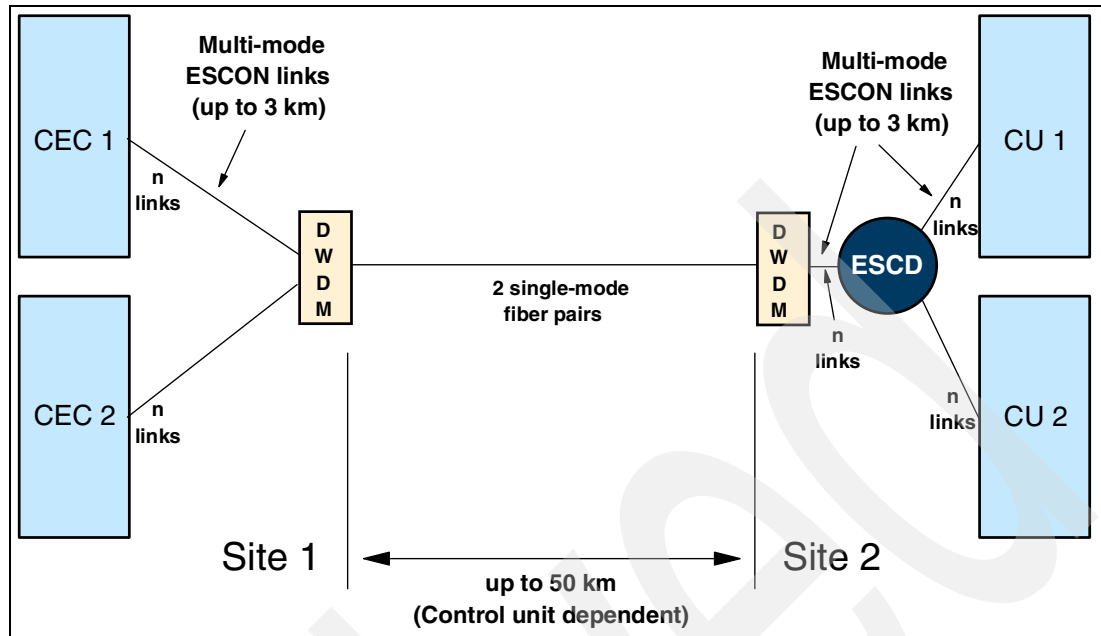 Multi-mode
ESCON links
(up to 3 km)
Multi-mode
ESCON links
(up to 3 km)
CEC 1
CU 1
n
links
n
links
D
W
D
M
D
W
D
M
ESCD
2 single-mode
fiber pairs
n
links
CEC 2
CU 2
n
links
n
links
Site 1
Site 2
up to 50 km
(Control unit dependent)